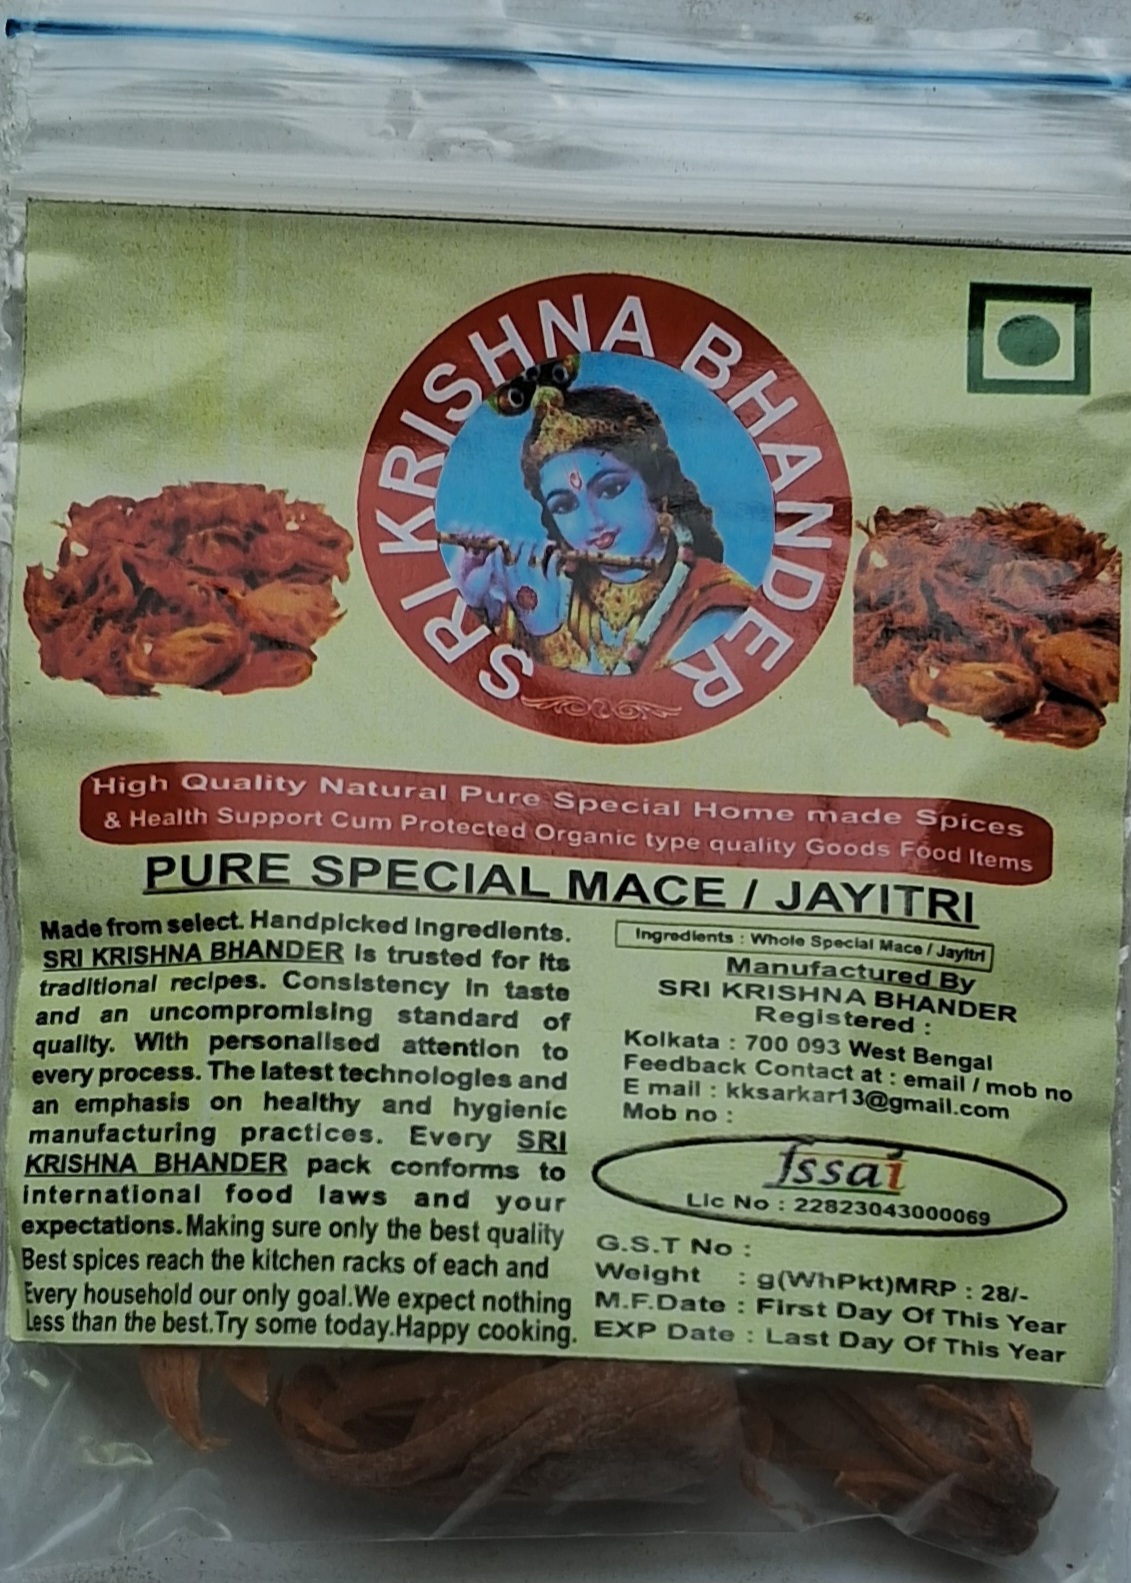 SRI KRISHNA BHANDER
High Quality Natural Pure Special Home made Spices
& Health Support Cum Protected Organic type quality Goods Food Items
PURE SPECIAL MACE / JAYITRI
Made from select. Handpicked Ingredients.
SRI KRISHNA BHANDER is trusted for its
traditional recipes. Consistency in taste
and an uncompromising standard of
quality. With personalised attention to
every process. The latest technologies and
an emphasis on healthy and hygienic
manufacturing practices. Every SRI
KRISHNA BHANDER pack conforms to
international food laws and your
expectations. Making sure only the best quality
Best spices reach the kitchen racks of each and
Every household our only goal. We expect nothing
Less than the best. Try some today. Happy cooking.
Ingredients : Whole Special Mace / Jayitri
Manufactured By
SRI KRISHNA BHANDER
Registered :
Kolkata : 700 093 West Bengal
Feedback Contact at : email / mob no
E mail : kksarkar13@gmail.com
Mob no :
fssai
Lic No : 22823043000069
G.S.T No :
Weight : g(WhPkt)MRP : 28/-
M.F.Date : First Day Of This Year
EXP Date : Last Day Of This Year